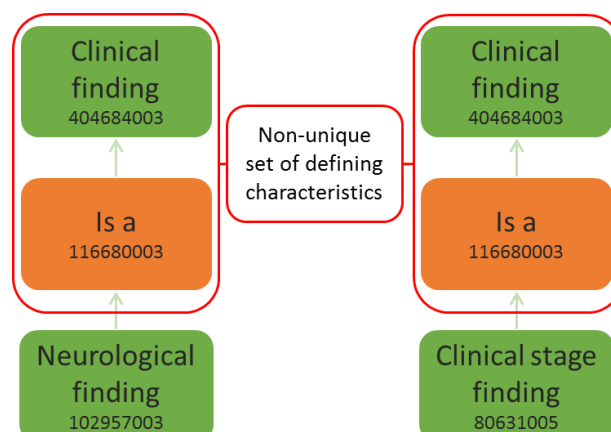 Clinical
finding
404684003
Is a
116680003
Neurological
finding
102957003
Non-unique
set of defining
characteristics
Clinical
finding
404684003
Is a
116680003
Clinical stage
finding
80631005